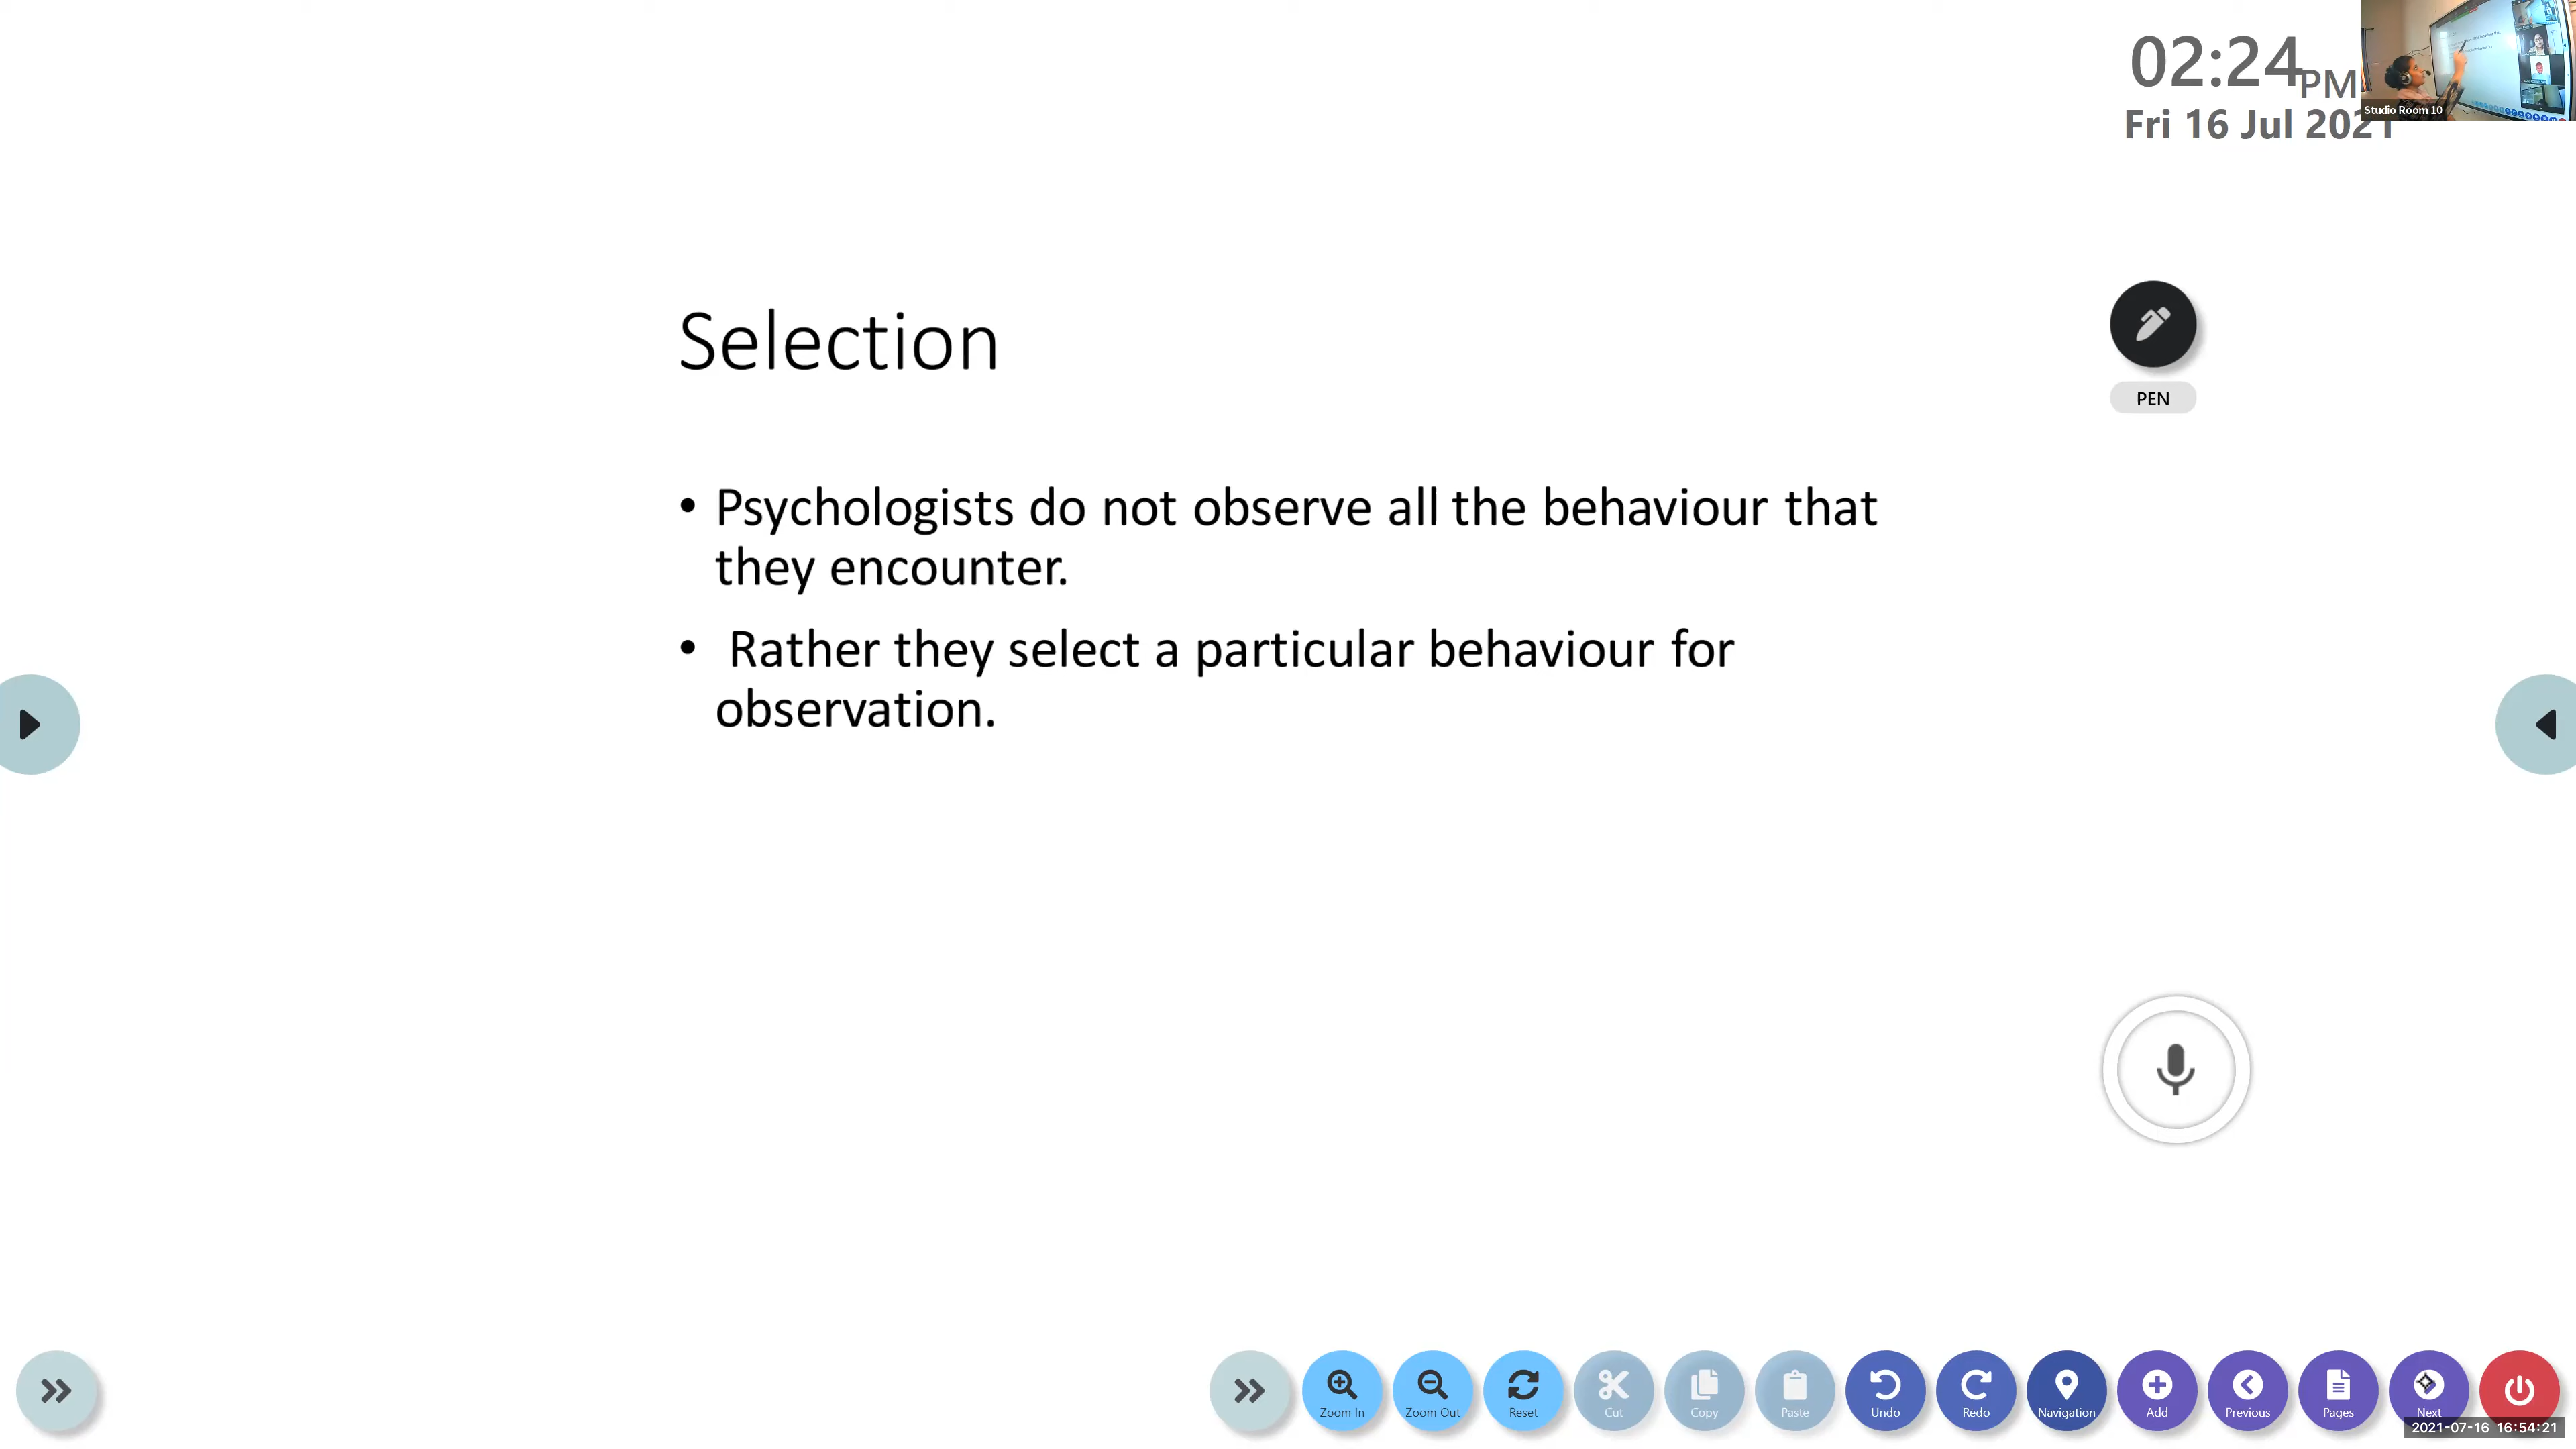 02:24PM
Fri 16 Jul 2021
Studio Room 10
Selection
PEN
• Psychologists do not observe all the behaviour that
they encounter.
• Rather they select a particular behaviour for
observation.
Zoom In
Zoom Out
Reset
Cut
Copy
Paste
Undo
Redo
Navigation
Add
Previous
Pages
Next
2021-07-16 16:54:21